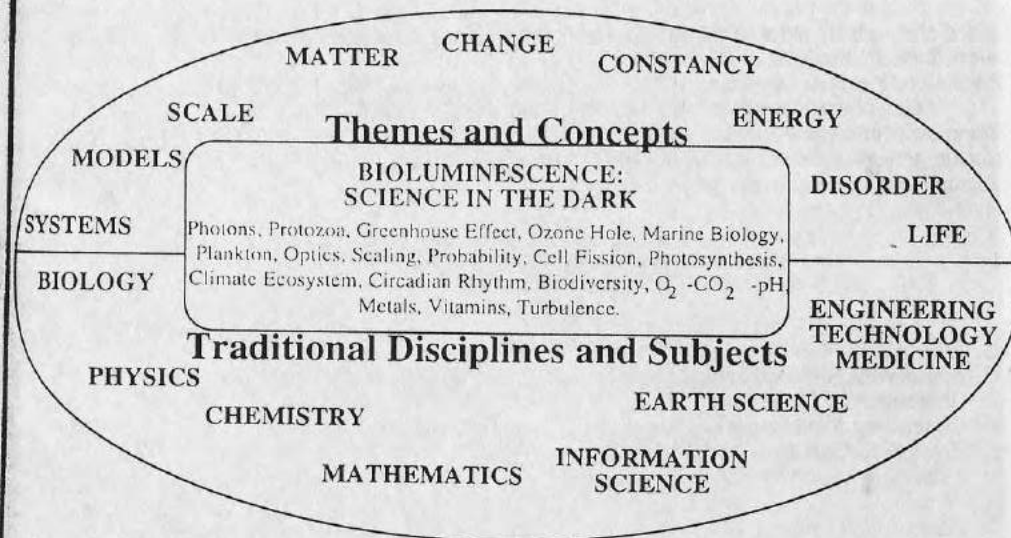 MATTER
CHANGE
CONSTANCY
SCALE
ENERGY
Themes and Concepts
MODELS
BIOLUMINESCENCE:
SCIENCE IN THE DARK
DISORDER
SYSTEMS
LIFE
Photons, Protozoa, Greenhouse Effect, Ozone Hole, Marine Biology,
Plankton, Optics, Scaling, Probability, Cell Fission, Photosynthesis,
Climate Ecosystem, Circadian Rhythm, Biodiversity, O₂ -CO₂ -pH,
Metals, Vitamins, Turbulence.
BIOLOGY
ENGINEERING
TECHNOLOGY
MEDICINE
Traditional Disciplines and Subjects
PHYSICS
CHEMISTRY
EARTH SCIENCE
MATHEMATICS
INFORMATION
SCIENCE